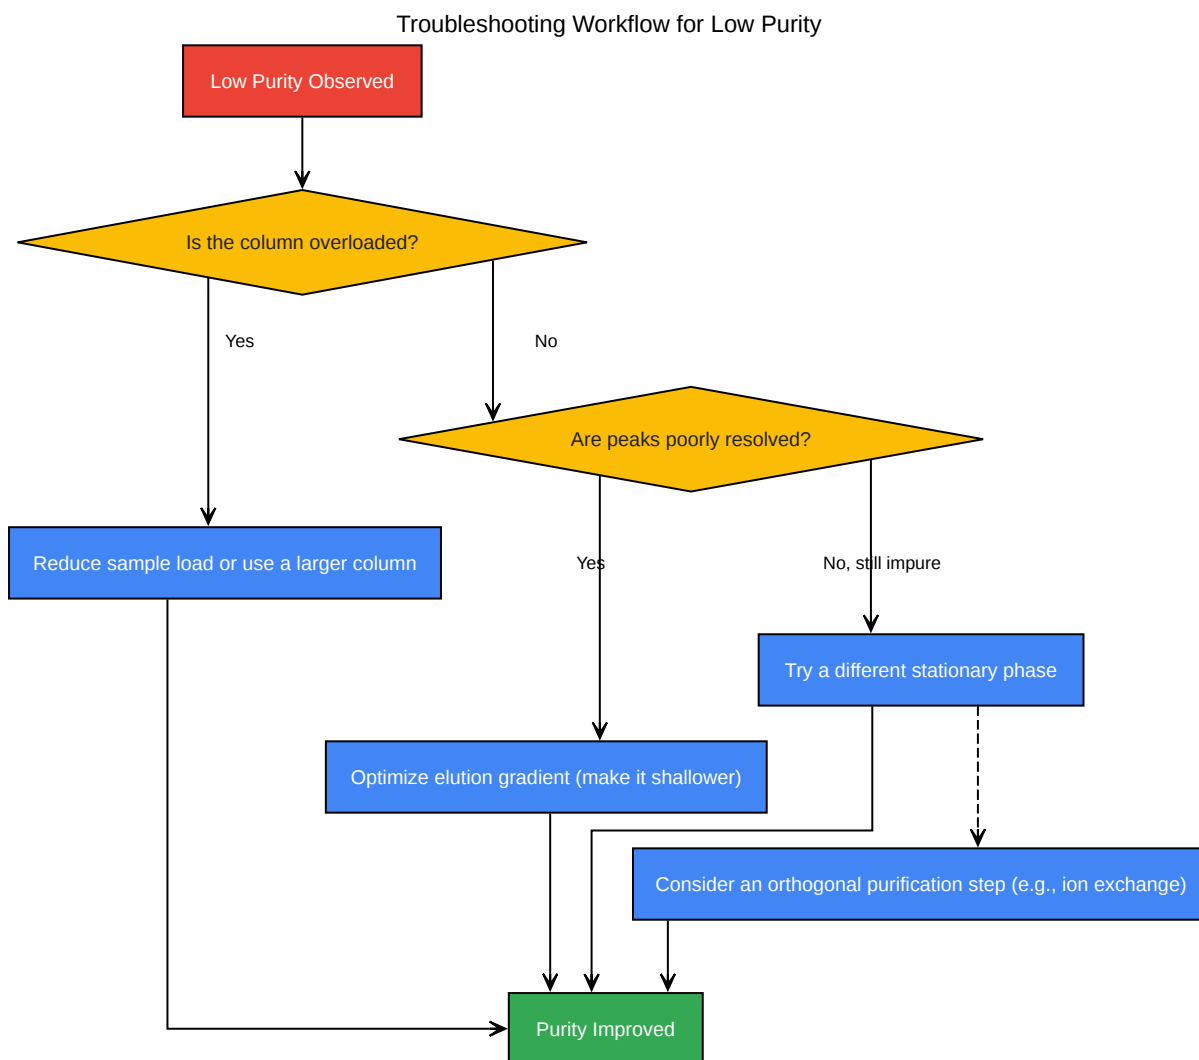 Troubleshooting Workflow for Low Purity
Low Purity Observed
Is the column overloaded?
Yes
No
Are peaks poorly resolved?
Reduce sample load or use a larger column
Yes
No, still impure
Try a different stationary phase
Optimize elution gradient (make it shallower)
Consider an orthogonal purification step (e.g., ion exchange)
Purity Improved